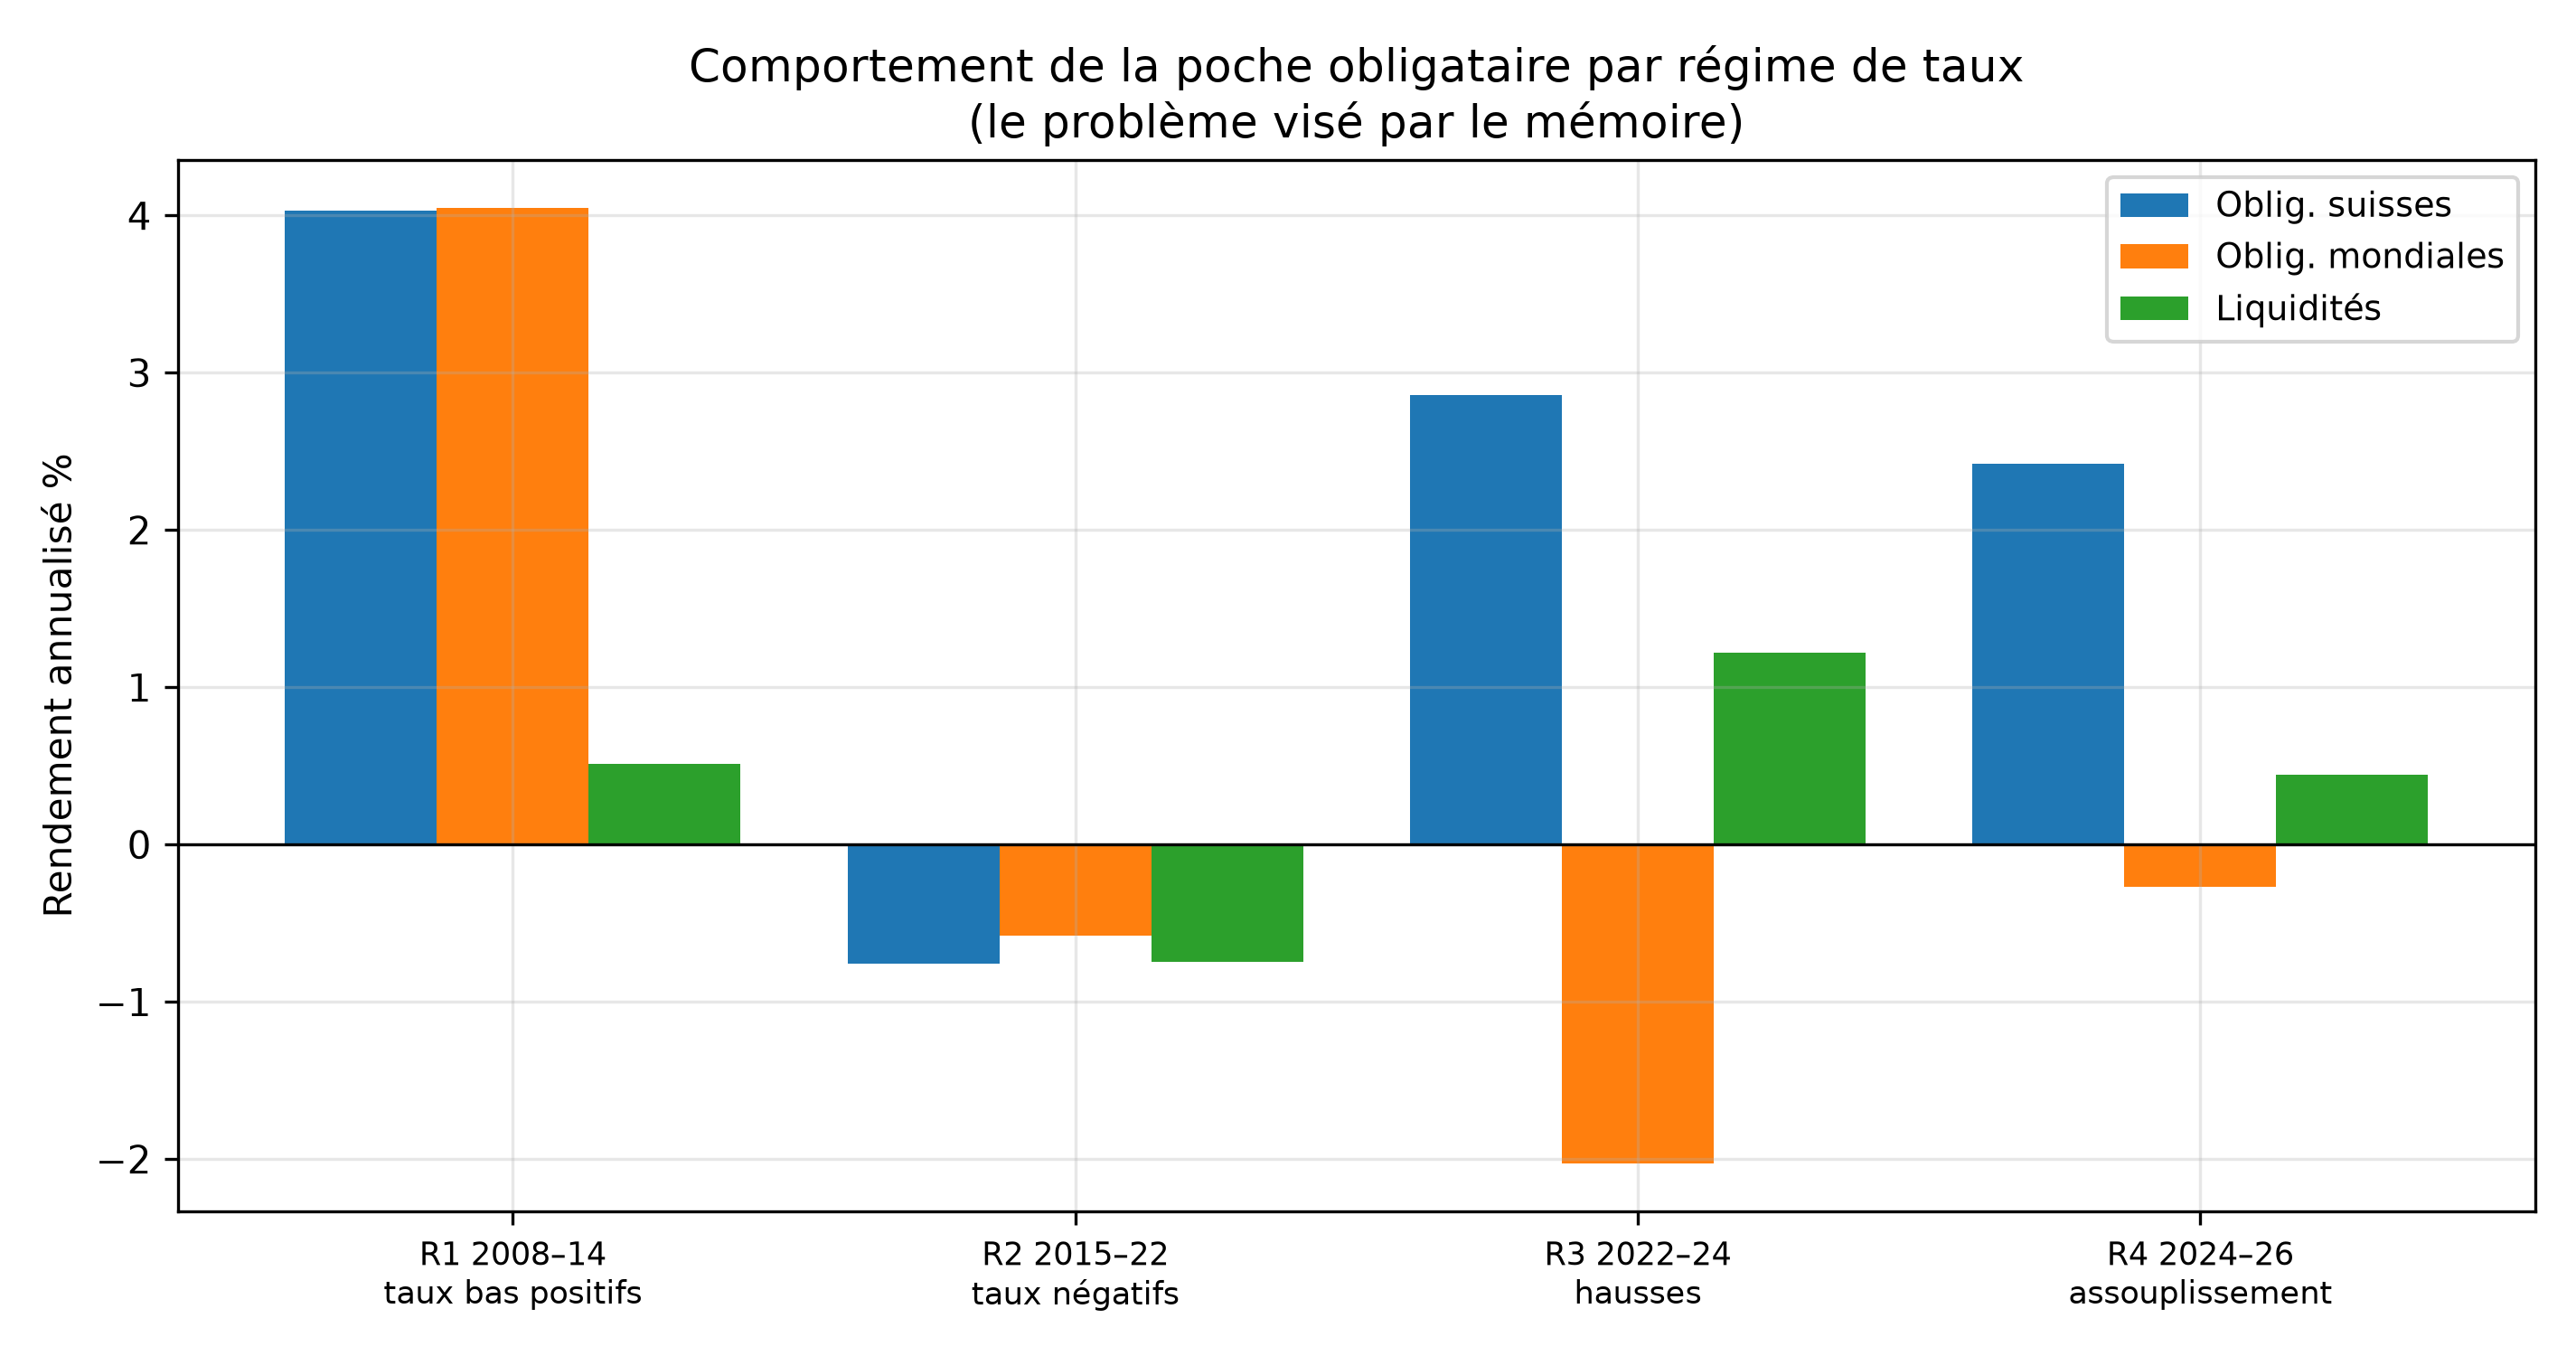 Comportement de la poche obligataire par régime de taux
(le problème visé par le mémoire)
Oblig. suisses
Oblig. mondiales
Liquidités
Rendement annualisé %
4
3
2
1
0
−1
−2
R1 2008–14
taux bas positifs
R2 2015–22
taux négatifs
R3 2022–24
hausses
R4 2024–26
assouplissement